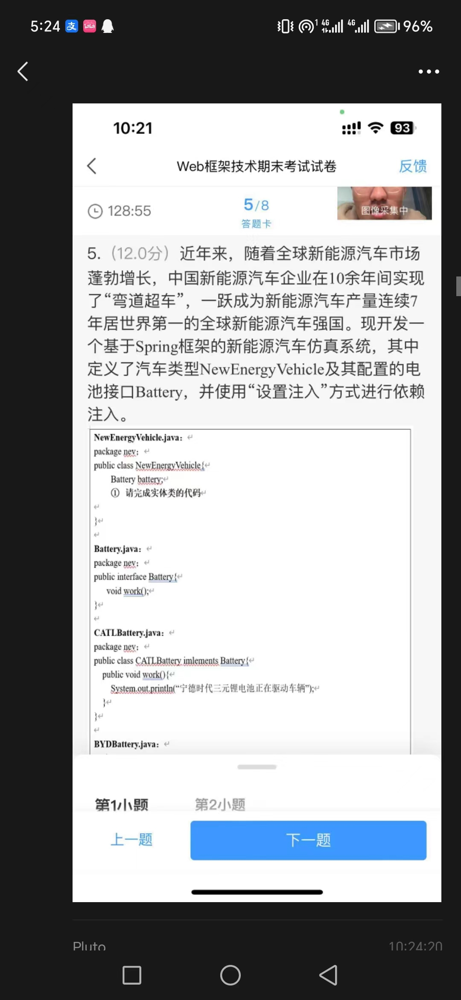 5:24 支 bilibili 1 4G 4G 96%
10:21 93
Web框架技术期末考试试卷 反馈
128:55 5/8 图像采集中
答题卡
5.（12.0分）近年来，随着全球新能源汽车市场
蓬勃增长，中国新能源汽车企业在10余年间实现
了“弯道超车”，一跃成为新能源汽车产量连续7
年居世界第一的全球新能源汽车强国。现开发一
个基于Spring框架的新能源汽车仿真系统，其中
定义了汽车类型NewEnergyVehicle及其配置的电
池接口Battery，并使用“设置注入”方式进行依赖
注入。
NewEnergyVehicle.java：
package nev；
public class NewEnergyVehicle{
Battery battery;
① 请完成实体类的代码
}
Battery.java：
package nev；
public interface Battery{
void work();
}
CATLBattery.java：
package nev；
public class CATLBattery imlements Battery{
public void work(){
System.out.println(“宁德时代三元锂电池正在驱动车辆”);
}
}
BYDBattery.java：
第1小题 第2小题
上一题 下一题
Pluto 10:24:20